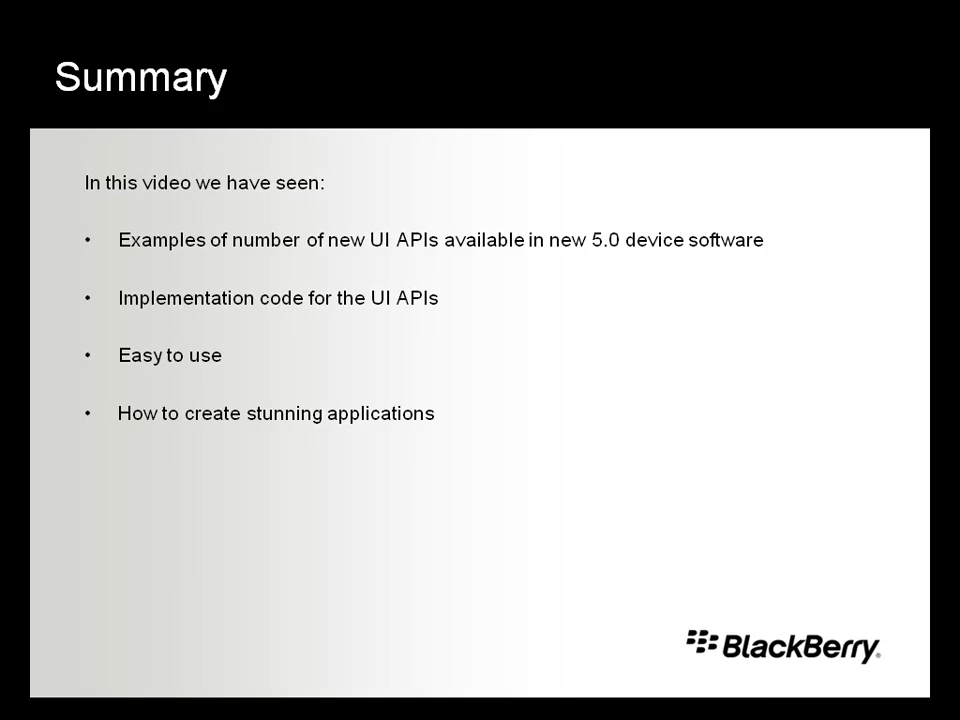 Summary
In this video we have seen:
• Examples of number of new UI APIs available in new 5.0 device software
• Implementation code for the UI APIs
• Easy to use
• How to create stunning applications
BlackBerry®